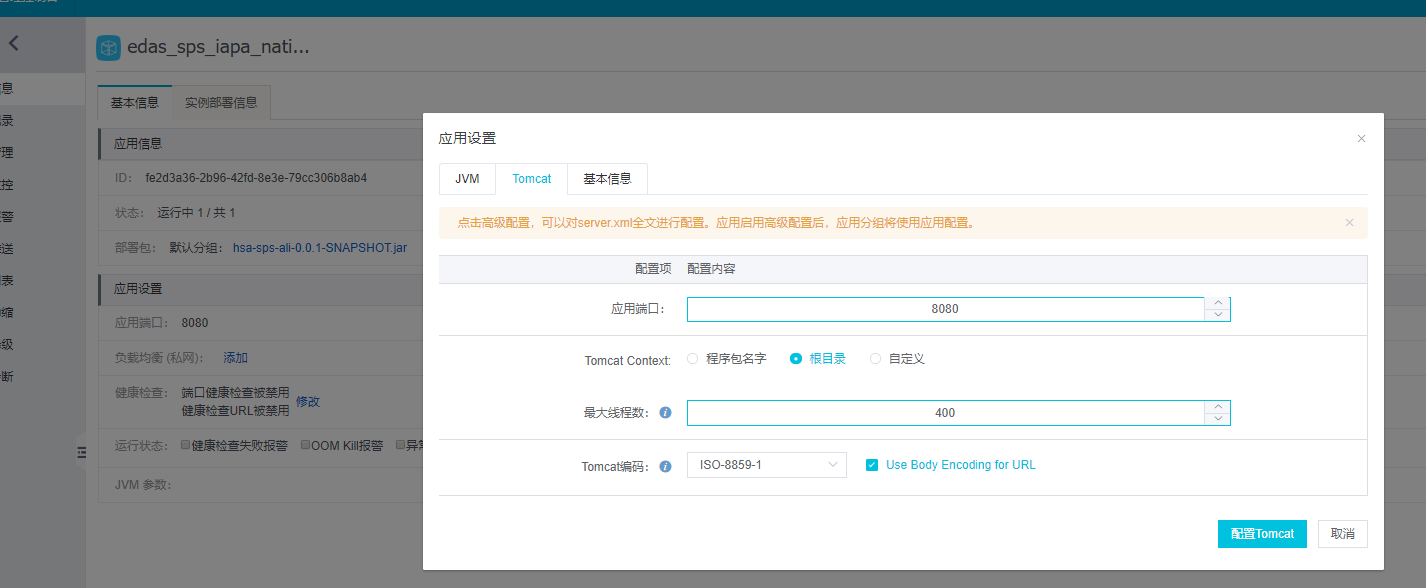 edas_sps_iapa_nati...
息
录
理
控
警
送
表
缩
级
断
基本信息 实例部署信息
应用信息
ID: fe2d3a36-2b96-42fd-8e3e-79cc306b8ab4
状态: 运行中 1 / 共 1
部署包: 默认分组: hsa-sps-ali-0.0.1-SNAPSHOT.jar
应用设置
应用端口: 8080
负载均衡 (私网): 添加
健康检查: 端口健康检查被禁用
健康检查URL被禁用 修改
运行状态: 健康检查失败报警 OOM Kill报警 异常
JVM 参数:
应用设置
JVM Tomcat 基本信息
点击高级配置，可以对server.xml全文进行配置。应用启用高级配置后，应用分组将使用应用配置。
配置项 配置内容
应用端口: 8080
Tomcat Context: 程序包名字 根目录 自定义
最大线程数: 400
Tomcat编码: ISO-8859-1 Use Body Encoding for URL
配置Tomcat 取消